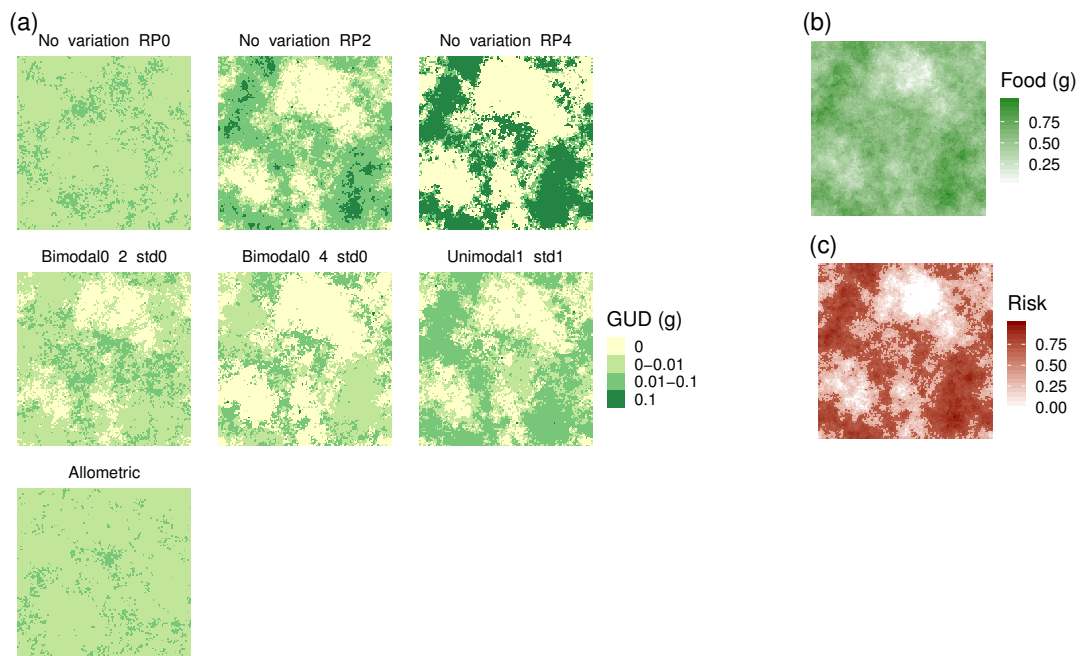 (a)
No variation RP0
No variation RP2
No variation RP4
Bimodal0 2 std0
Bimodal0 4 std0
Unimodal1 std1
Allometric
GUD (g)
0
0−0.01
0.01−0.1
0.1
(b)
Food (g)
0.75
0.50
0.25
(c)
Risk
0.75
0.50
0.25
0.00